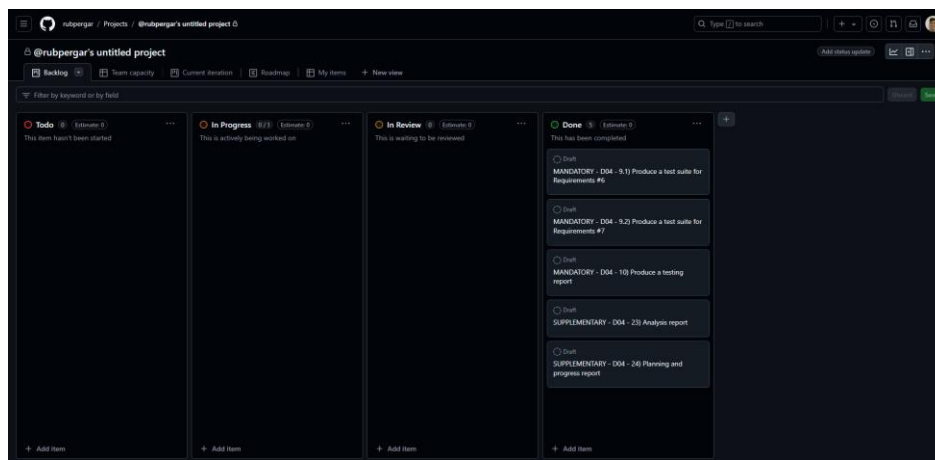 rubpergar / Projects / @rubpergar's untitled project
Type / to search
@rubpergar's untitled project
Add status update
Backlog
Team capacity
Current iteration
Roadmap
My items
+ New view
Filter by keyword or by field
Discard
Todo 0 Estimate: 0
This item hasn't been started
+ Add item
In Progress 0/3 Estimate: 0
This is actively being worked on
+ Add item
In Review 0 Estimate: 0
This is waiting to be reviewed
+ Add item
Done 5 Estimate: 0
This has been completed
Draft
MANDATORY - D04 - 9.1) Produce a test suite for
Requirements #6
Draft
MANDATORY - D04 - 9.2) Produce a test suite for
Requirements #7
Draft
MANDATORY - D04 - 10) Produce a testing
report
Draft
SUPPLEMENTARY - D04 - 23) Analysis report
Draft
SUPPLEMENTARY - D04 - 24) Planning and
progress report
+ Add item